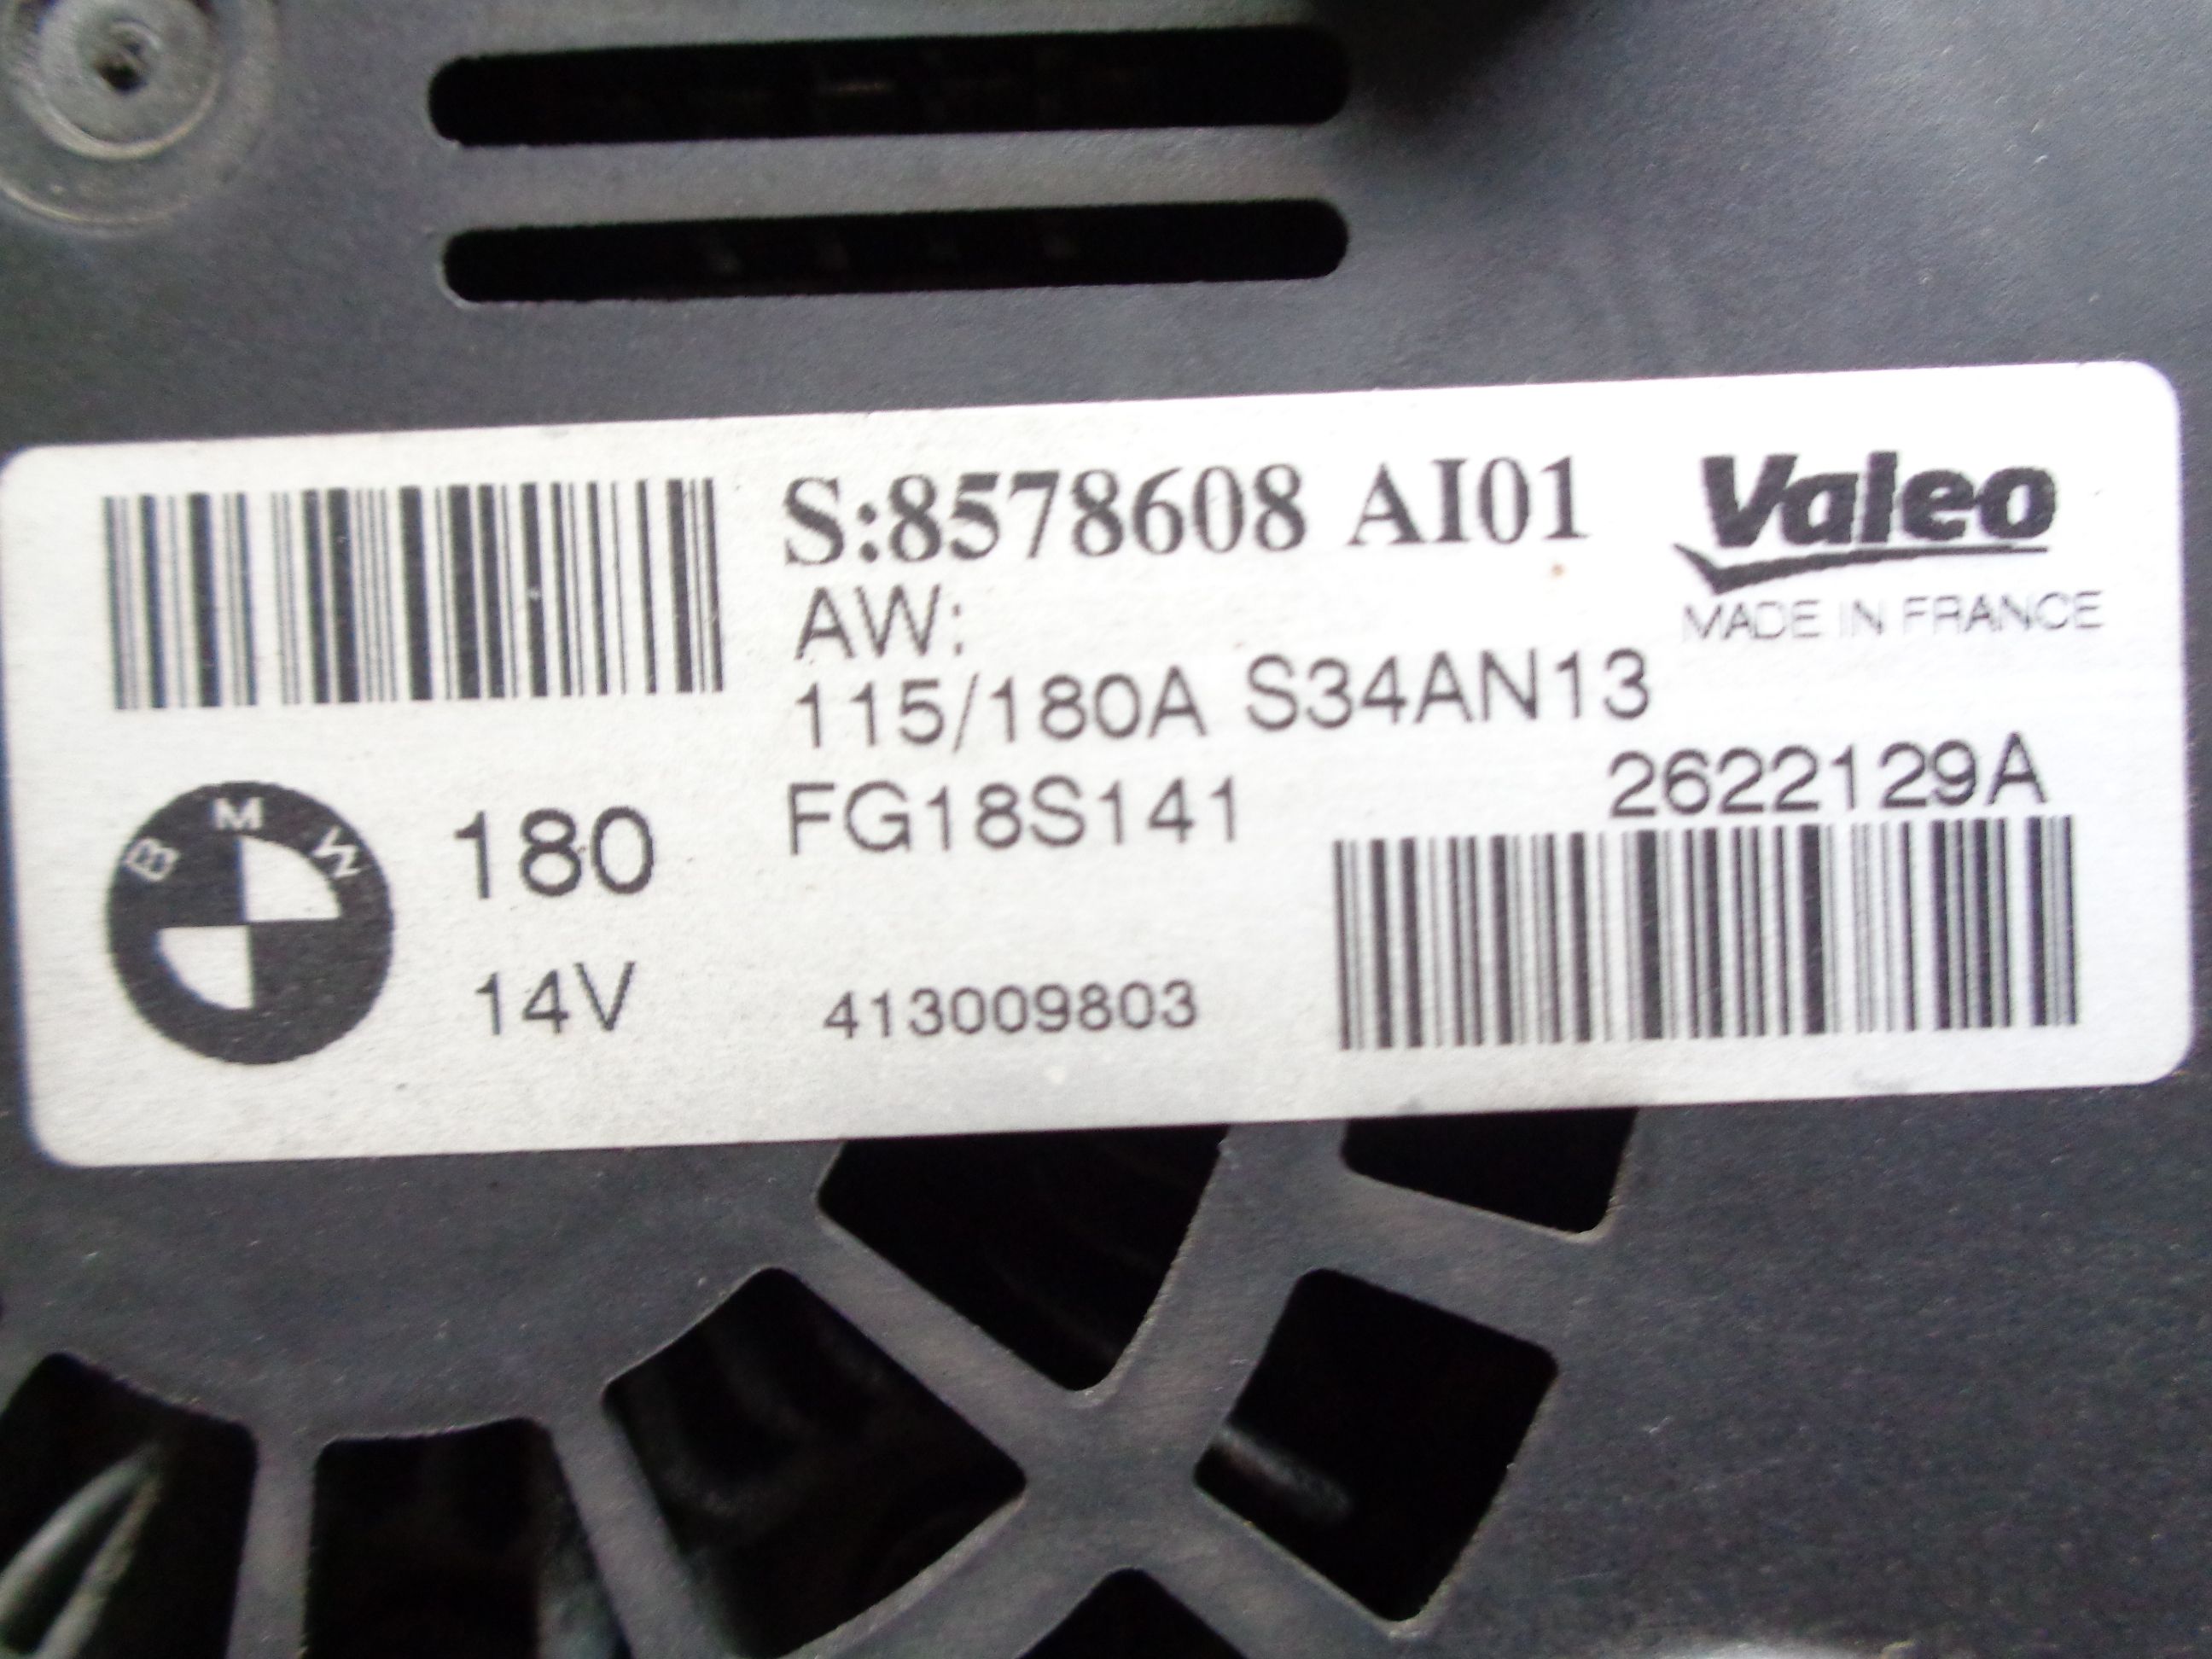 S:8578608 AI01
Valeo
MADE IN FRANCE
AW:
115/180A S34AN13
2622129A
FG18S141
BMW
180
14V
413009803